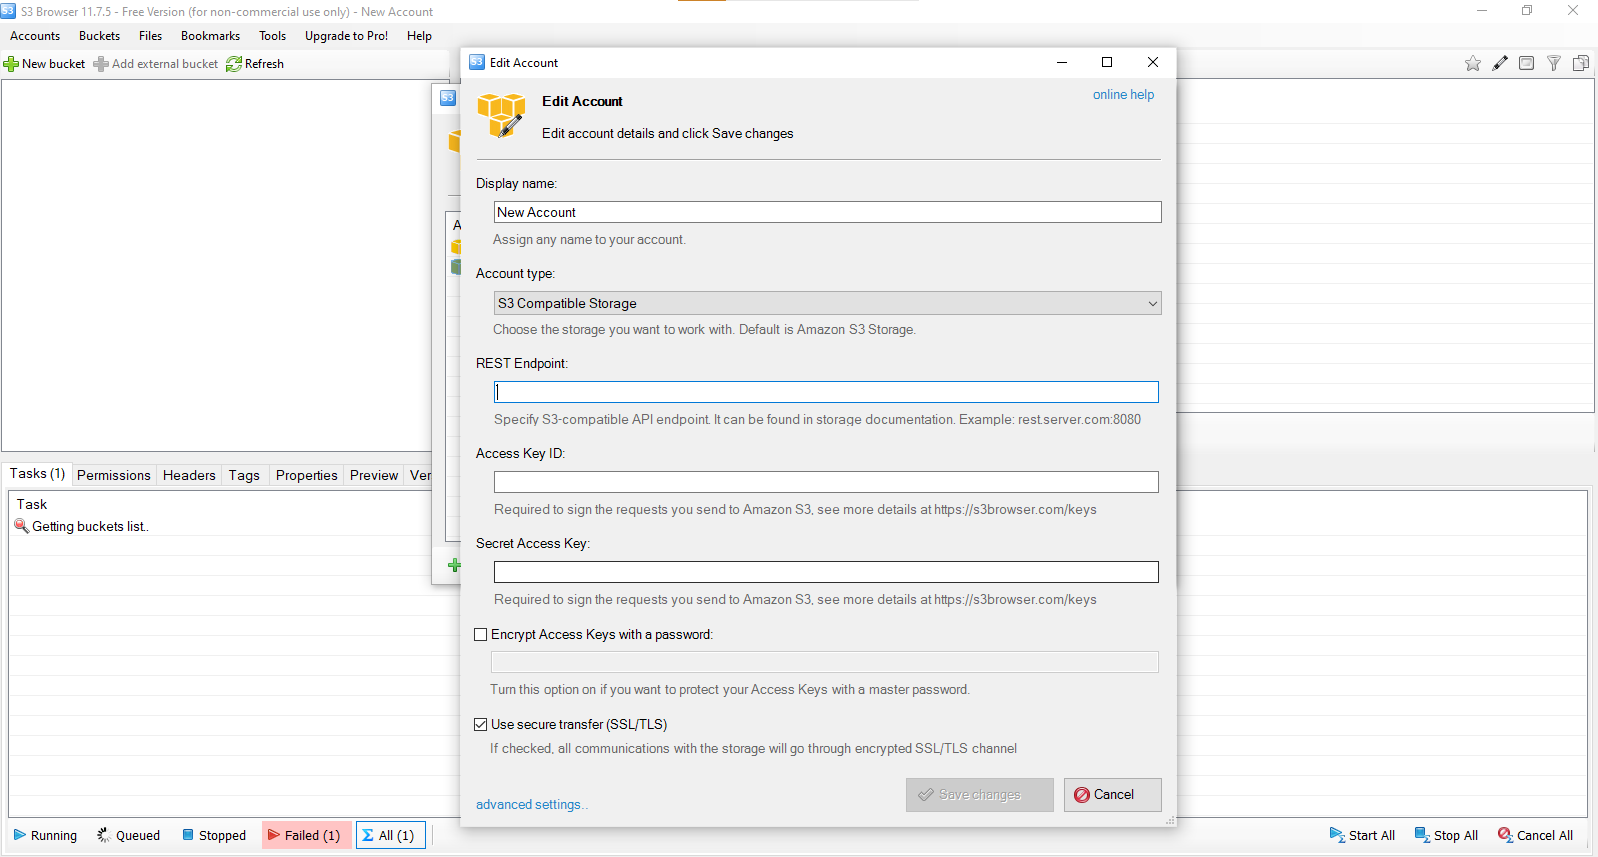 S3 Browser 11.7.5 - Free Version (for non-commercial use only) - New Account
Accounts Buckets Files Bookmarks Tools Upgrade to Pro! Help
New bucket Add external bucket Refresh
S3 Edit Account
Edit Account
online help
Edit account details and click Save changes
Display name:
New Account
Assign any name to your account.
Account type:
S3 Compatible Storage
Choose the storage you want to work with. Default is Amazon S3 Storage.
REST Endpoint:
Specify S3-compatible API endpoint. It can be found in storage documentation. Example: rest.server.com:8080
Access Key ID:
Required to sign the requests you send to Amazon S3, see more details at https://s3browser.com/keys
Secret Access Key:
Required to sign the requests you send to Amazon S3, see more details at https://s3browser.com/keys
Encrypt Access Keys with a password:
Turn this option on if you want to protect your Access Keys with a master password.
Use secure transfer (SSL/TLS)
If checked, all communications with the storage will go through encrypted SSL/TLS channel
advanced settings..
Save changes Cancel
S3
A
Tasks (1) Permissions Headers Tags Properties Preview Ver
Task
Getting buckets list..
Running Queued Stopped Failed (1) All (1) Start All Stop All Cancel All